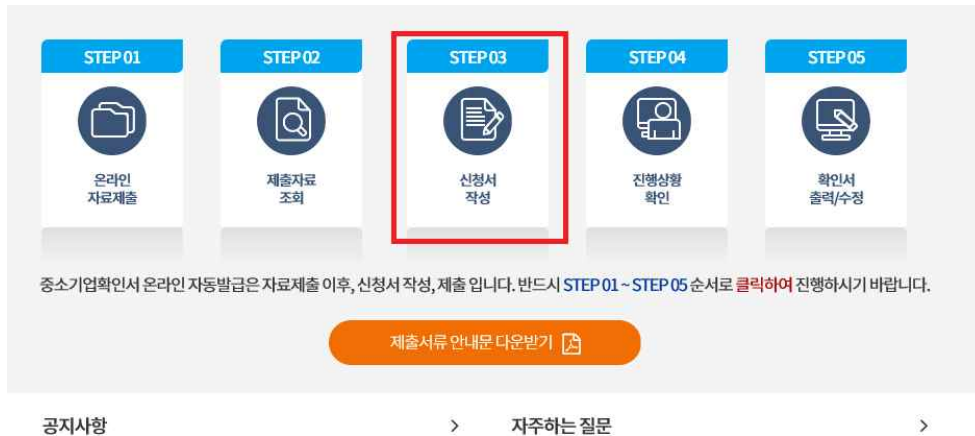 STEP 01
STEP 02
STEP 03
STEP 04
STEP 05
온라인
자료제출
제출자료
조회
신청서
작성
진행상황
확인
확인서
출력/수정
중소기업확인서 온라인 자동발급은 자료제출 이후, 신청서 작성, 제출 입니다. 반드시 STEP 01 ~ STEP 05 순서로 클릭하여 진행하시기 바랍니다.
제출서류 안내문 다운받기
공지사항
자주하는 질문